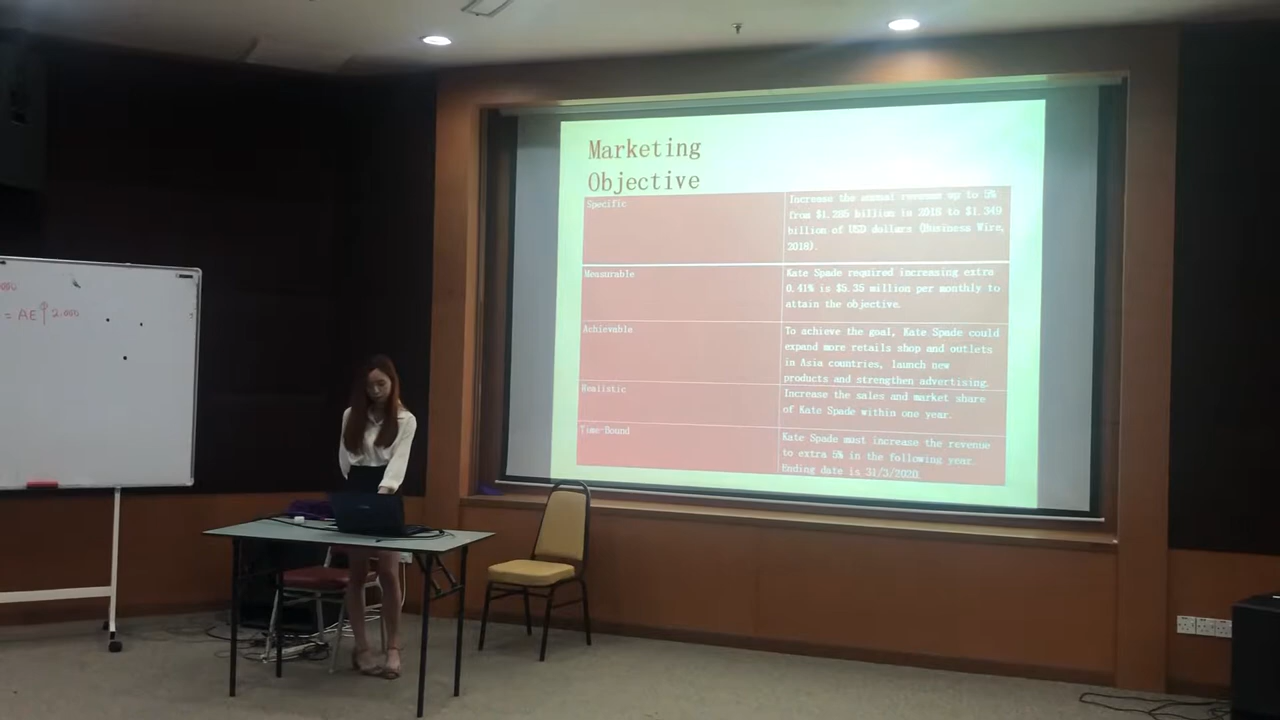 = AE↑ 2.000
Marketing
Objective
Specific
Increase the annual revenue up to 5%
from $1.285 billion in 2018 to $1.349
billion of USD dollars (Business Wire,
2018).
Measurable
Kate Spade required increasing extra
0.41% is $5.35 million per monthly to
attain the objective.
Achievable
To achieve the goal, Kate Spade could
expand more retails shop and outlets
in Asia countries, launch new
products and strengthen advertising.
Realistic
Increase the sales and market share
of Kate Spade within one year.
Time-Bound
Kate Spade must increase the revenue
to extra 5% in the following year.
Ending date is 31/3/2020.